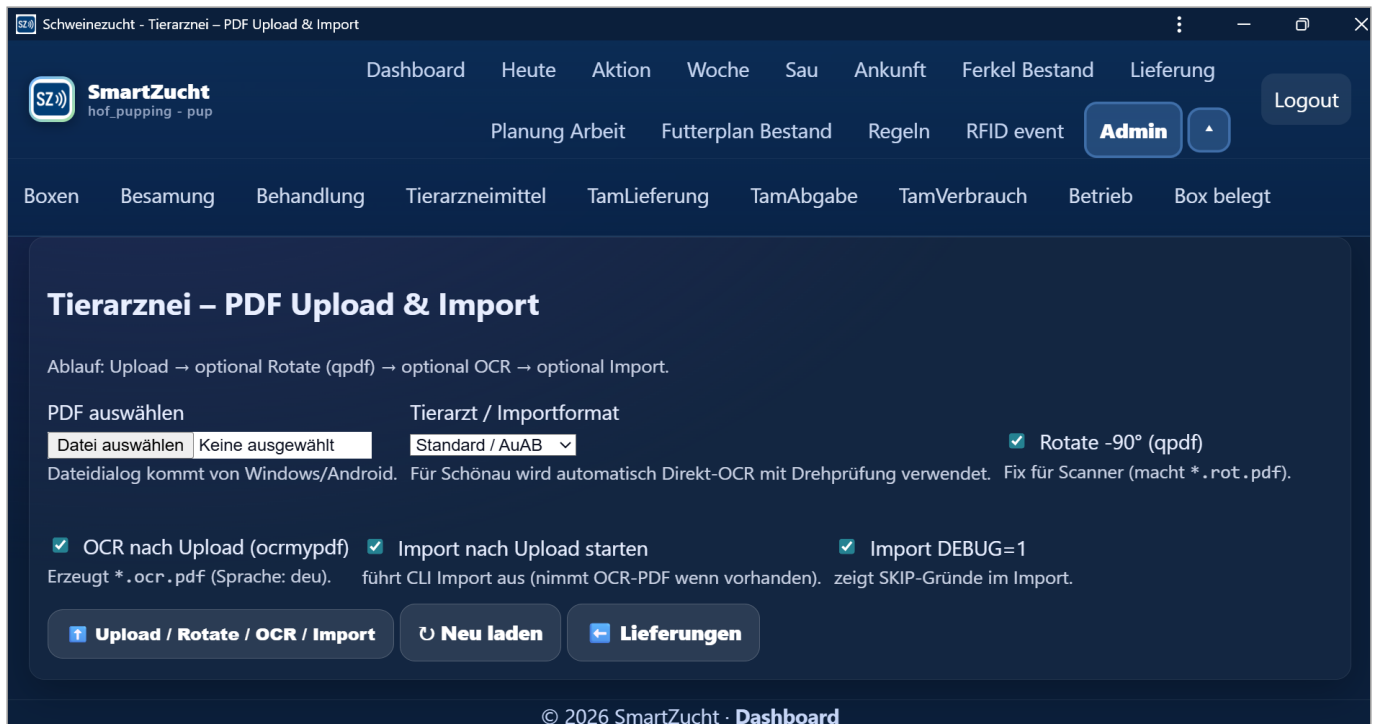 Schweinezucht - Tierarznei – PDF Upload & Import
SZ
SmartZucht
hof_pupping - pup
Dashboard Heute Aktion Woche Sau Ankunft Ferkel Bestand Lieferung
Planung Arbeit Futterplan Bestand Regeln RFID event Admin
Logout
Boxen Besamung Behandlung Tierarzneimittel TamLieferung TamAbgabe TamVerbrauch Betrieb Box belegt
Tierarznei – PDF Upload & Import
Ablauf: Upload → optional Rotate (qpdf) → optional OCR → optional Import.
PDF auswählen
Datei auswählen Keine ausgewählt
Dateidialog kommt von Windows/Android.
Tierarzt / Importformat
Standard / AuAB
Für Schönau wird automatisch Direkt-OCR mit Drehprüfung verwendet.
Rotate -90° (qpdf)
Fix für Scanner (macht *.rot.pdf).
OCR nach Upload (ocrmypdf)
Erzeugt *.ocr.pdf (Sprache: deu).
Import nach Upload starten
führt CLI Import aus (nimmt OCR-PDF wenn vorhanden).
Import DEBUG=1
zeigt SKIP-Gründe im Import.
Upload / Rotate / OCR / Import
↻ Neu laden
Lieferungen
© 2026 SmartZucht · Dashboard